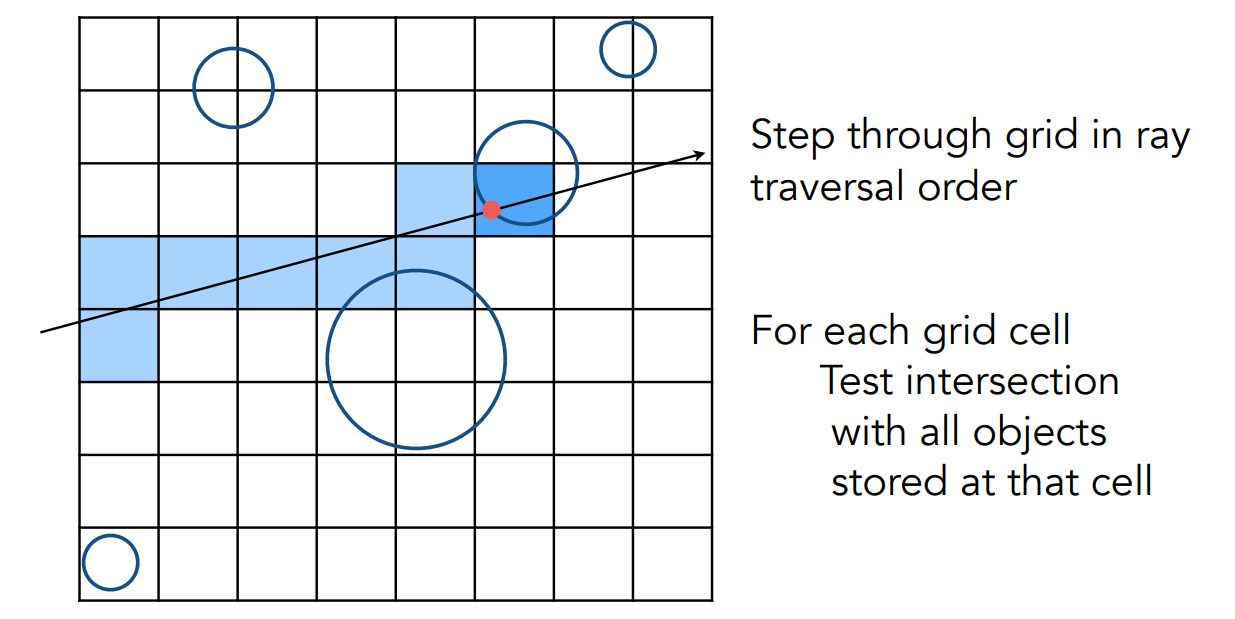 Step through grid in ray
traversal order
For each grid cell
Test intersection
with all objects
stored at that cell